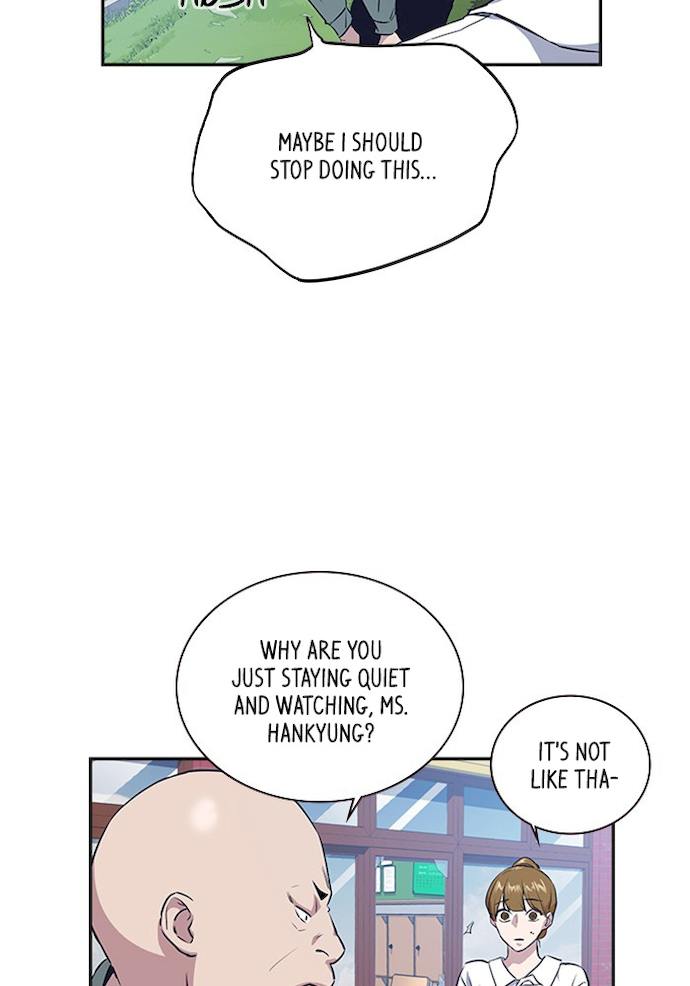 MAYBE I SHOULD
STOP DOING THIS...
WHY ARE YOU
JUST STAYING QUIET
AND WATCHING, MS.
HANKYUNG?
IT'S NOT
LIKE THA-